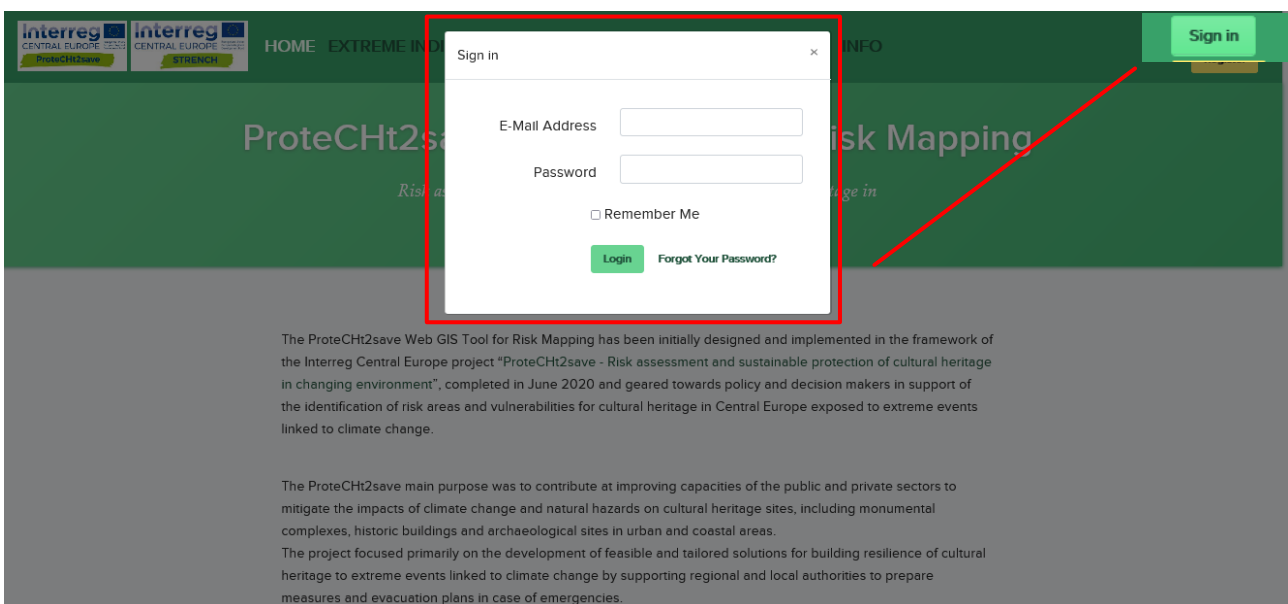 Interreg
CENTRAL EUROPE
ProteCHt2save
Interreg
CENTRAL EUROPE
STRENCH
HOME EXTREME INDI
INFO
Sign in
Sign in ×
E-Mail Address
Password
Remember Me
Login Forgot Your Password?
ProteCHt2sa isk Mapping
Risk as
tage in
The ProteCHt2save Web GIS Tool for Risk Mapping has been initially designed and implemented in the framework of
the Interreg Central Europe project “ProteCHt2save - Risk assessment and sustainable protection of cultural heritage
in changing environment”, completed in June 2020 and geared towards policy and decision makers in support of
the identification of risk areas and vulnerabilities for cultural heritage in Central Europe exposed to extreme events
linked to climate change.
The ProteCHt2save main purpose was to contribute at improving capacities of the public and private sectors to
mitigate the impacts of climate change and natural hazards on cultural heritage sites, including monumental
complexes, historic buildings and archaeological sites in urban and coastal areas.
The project focused primarily on the development of feasible and tailored solutions for building resilience of cultural
heritage to extreme events linked to climate change by supporting regional and local authorities to prepare
measures and evacuation plans in case of emergencies.